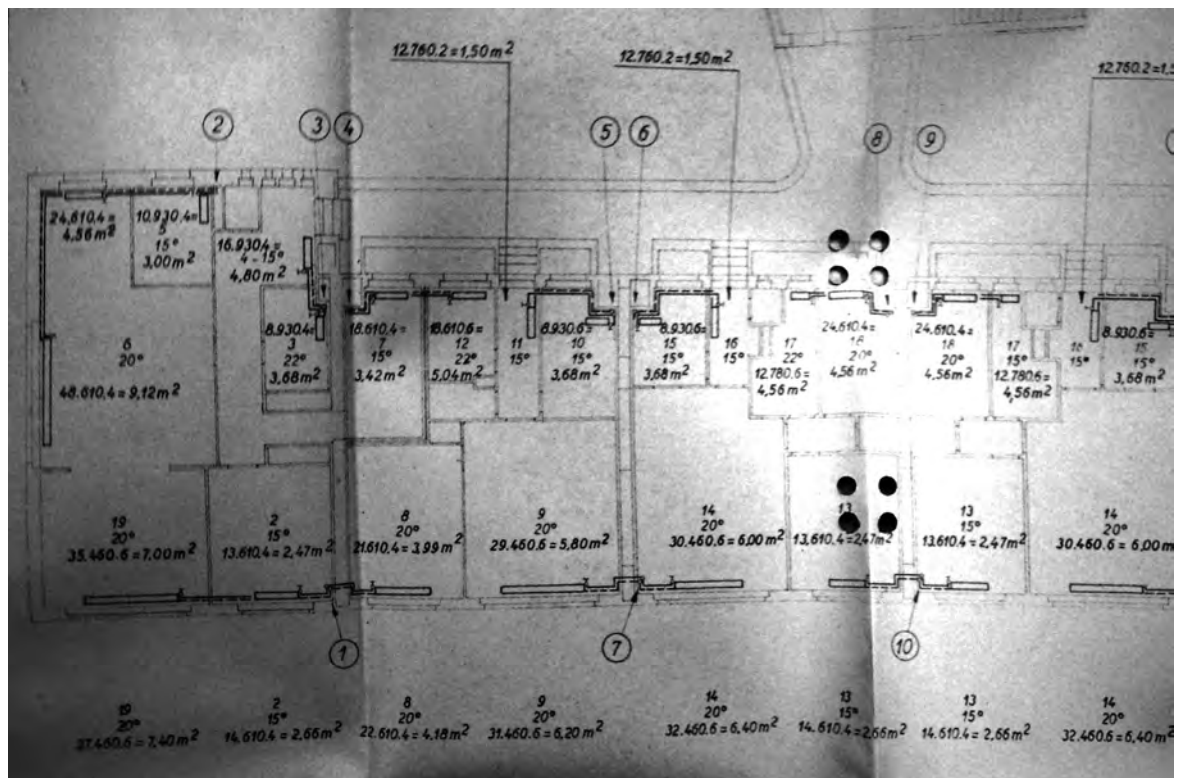 12.760.2=1,50 m²
12.760.2=1,50 m²
12.760.2=1,5
2
3
4
5
6
8
9
24.610.4=
4,56 m²
10.930.4=
5
15°
3,00 m²
16.930.4=
4-15°
4,80 m²
8.930.4=
3
22°
3,68 m²
18.610.4=
7
15°
3,42 m²
18.610.6=
12
22°
5,04 m²
11
15°
8.930.6=
10
15°
3,68 m²
8.930.6=
15
15°
3,68 m²
16
15°
17
22°
12.780.6=
4,56 m²
24.610.4=
18
20°
4,56 m²
24.610.4=
18
20°
4,56 m²
17
15°
12.780.6=
4,56 m²
15°
8.930.6=
15
15°
3,68 m²
6
20°
48.610.4=9,12 m²
19
20°
35.460.6=7,00 m²
2
15°
13.610.4=2,47 m²
8
20°
21.610.4=3,99 m²
9
20°
29.460.6=5,80 m²
14
20°
30.460.6=6,00 m²
13
13.610.4=2,47 m²
13
15°
13.610.4=2,47 m²
14
20°
30.460.6=6,00 m²
1
7
10
19
20°
37.460.6=7,40 m²
2
15°
14.610.4=2,66 m²
8
20°
22.610.4=4,18 m²
9
20°
31.460.6=6,20 m²
14
20°
32.460.6=6,40 m²
13
15°
14.610.4=2,66 m²
13
15°
14.610.4=2,66 m²
14
20°
32.460.6=6,40 m²